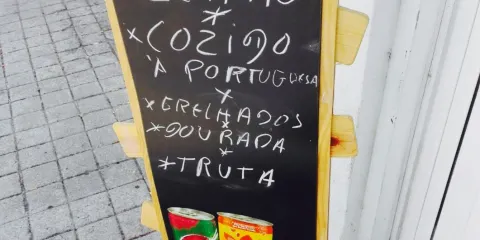 *
*COZIDO
À PORTUGUESA
*
*GRELHADOS
*
*DOURADA
*
*TRUTA